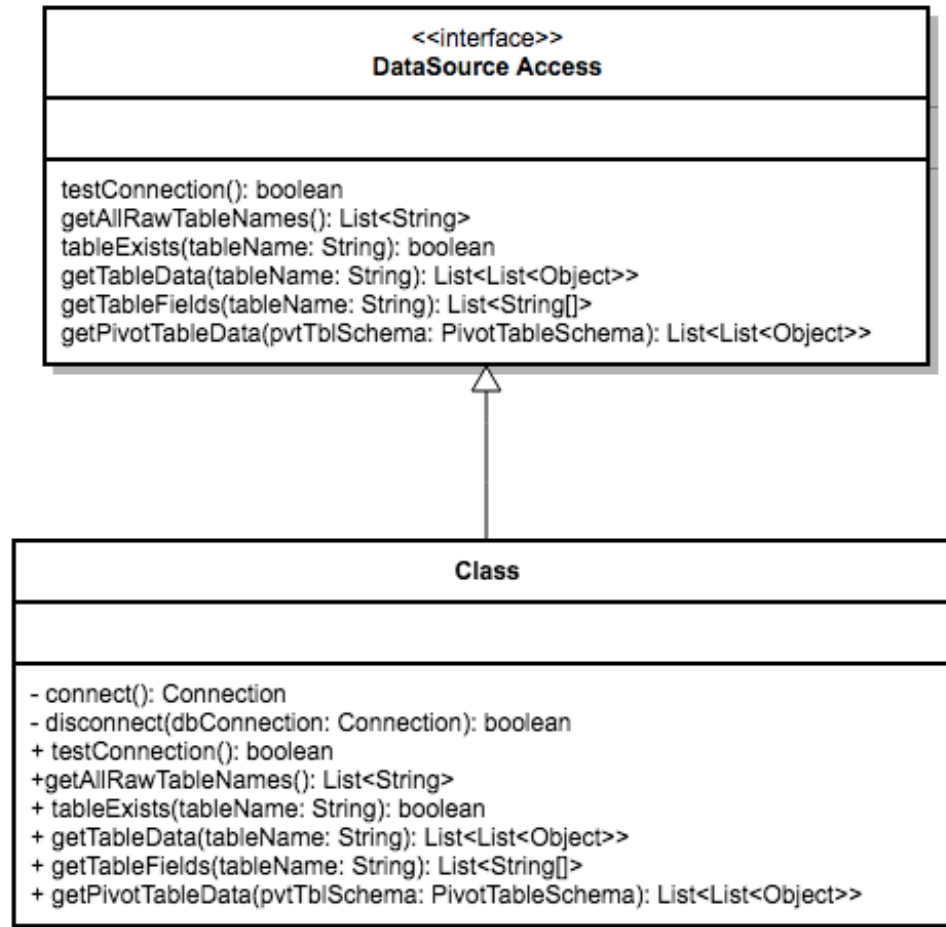 <<interface>>
DataSource Access
testConnection(): boolean
getAllRawTableNames(): List<String>
tableExists(tableName: String): boolean
getTableData(tableName: String): List<List<Object>>
getTableFields(tableName: String): List<String[]>
getPivotTableData(pvtTblSchema: PivotTableSchema): List<List<Object>>
Class
- connect(): Connection
- disconnect(dbConnection: Connection): boolean
+ testConnection(): boolean
+getAllRawTableNames(): List<String>
+ tableExists(tableName: String): boolean
+ getTableData(tableName: String): List<List<Object>>
+ getTableFields(tableName: String): List<String[]>
+ getPivotTableData(pvtTblSchema: PivotTableSchema): List<List<Object>>